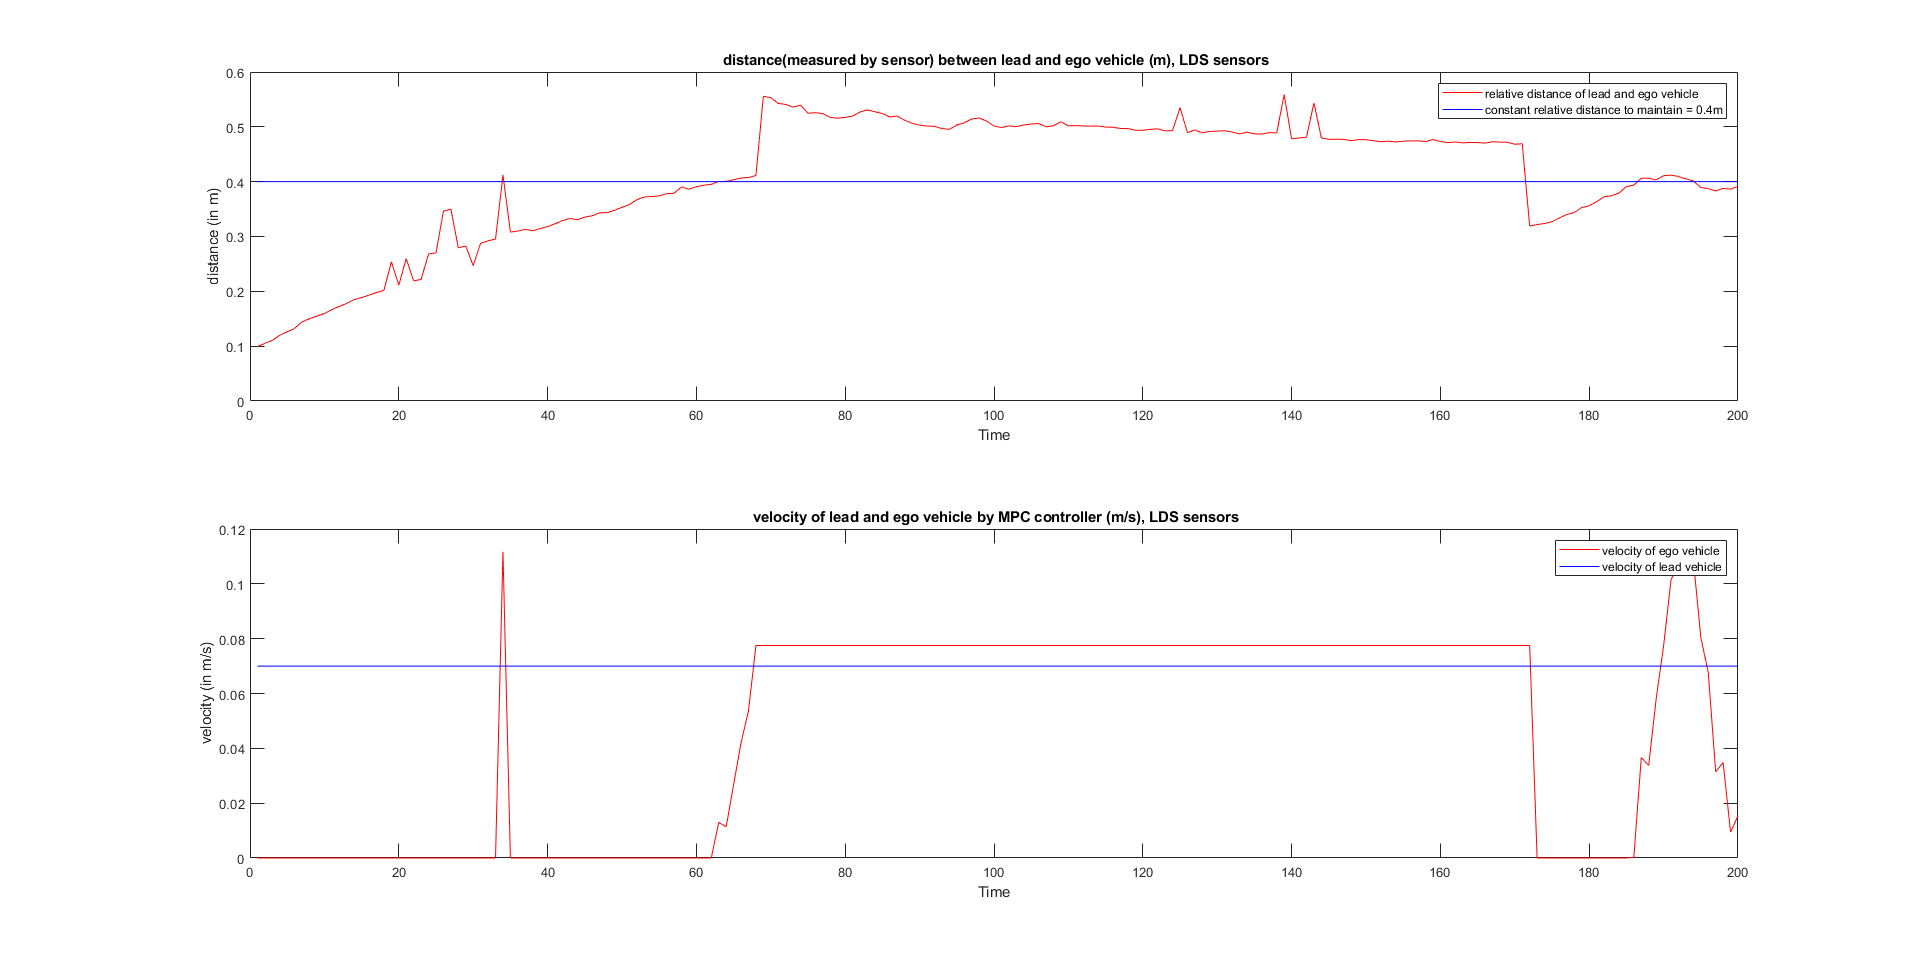 distance(measured by sensor) between lead and ego vehicle (m), LDS sensors
relative distance of lead and ego vehicle
constant relative distance to maintain = 0.4m
0.6
0.5
0.4
0.3
0.2
0.1
0
distance (in m)
0 20 40 60 80 100 120 140 160 180 200
Time
velocity of lead and ego vehicle by MPC controller (m/s), LDS sensors
velocity of ego vehicle
velocity of lead vehicle
0.12
0.1
0.08
0.06
0.04
0.02
0
velocity (in m/s)
0 20 40 60 80 100 120 140 160 180 200
Time